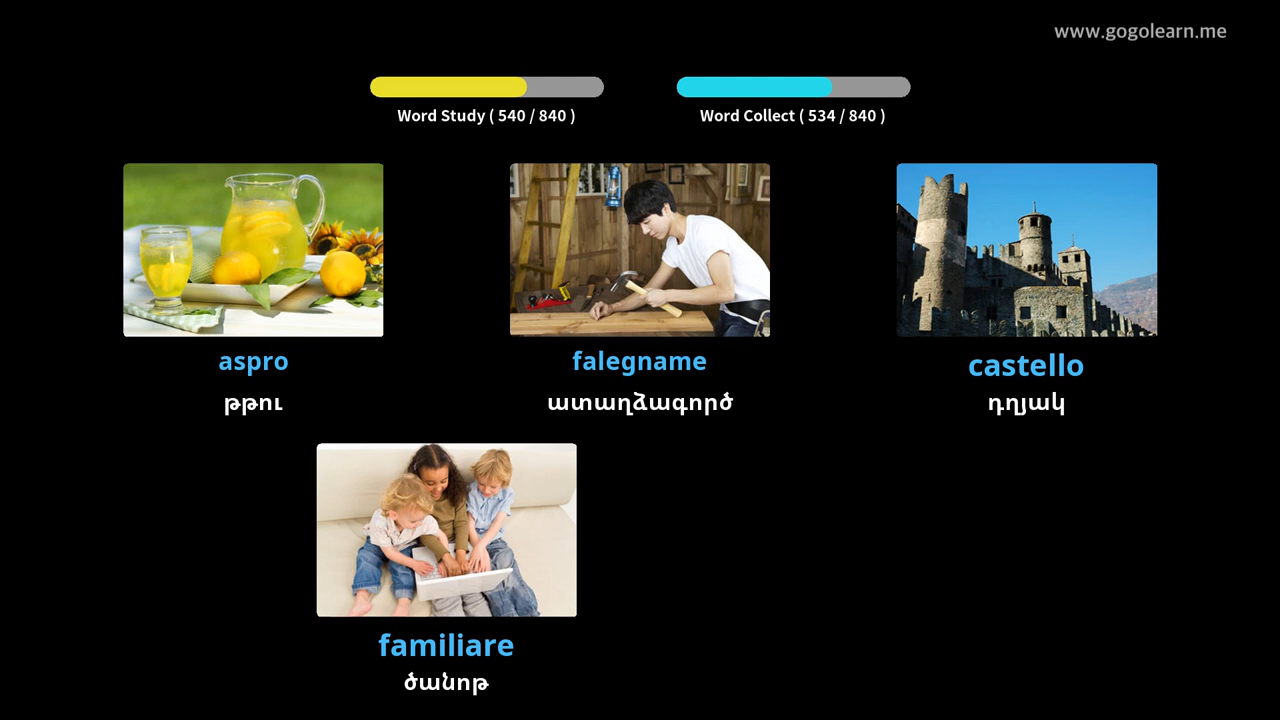 www.gogolearn.me
Word Study ( 540 / 840 )
Word Collect ( 534 / 840 )
aspro
թթու
falegname
ատաղձագործ
castello
դղյակ
familiare
ծանոթ